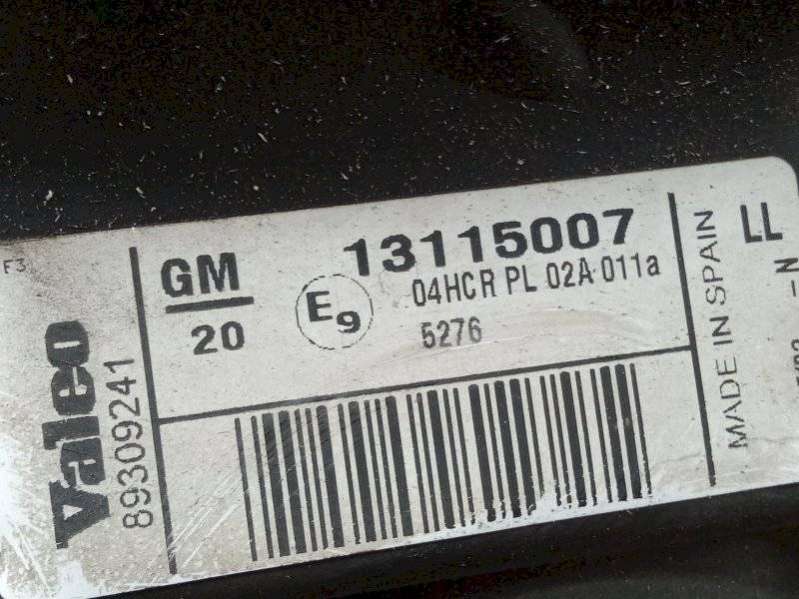 F3
Valeo
89309241
GM
20
13115007
E9
04HCR PL 02A 011a
5276
MADE IN SPAIN
LL
-N